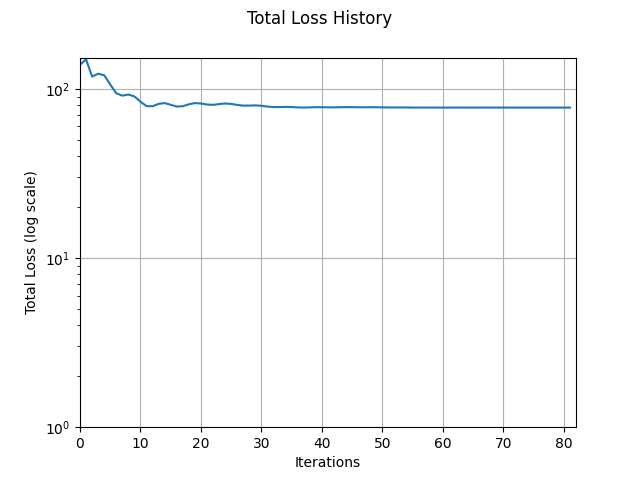 Total Loss History
Total Loss (log scale)
10²
10¹
10⁰
0 10 20 30 40 50 60 70 80
Iterations